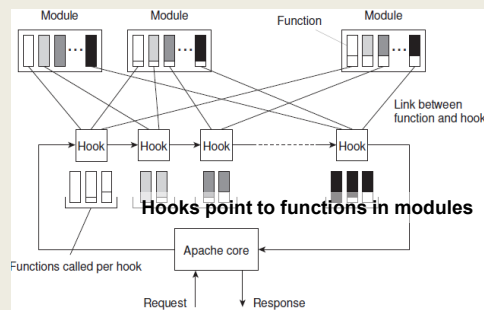 Module
Module
Function
Module
...
...
...
Link between
function and hook
Hook
Hook
Hook
Hook
Hooks point to functions in modules
Functions called per hook
Apache core
Request
Response